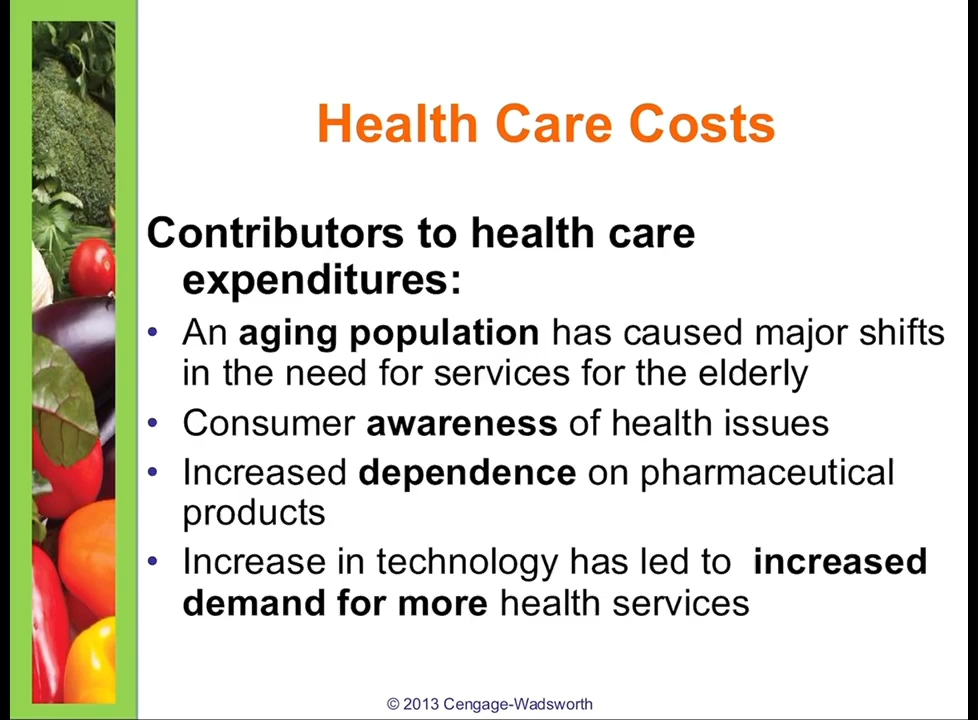 Health Care Costs
Contributors to health care
expenditures:
• An aging population has caused major shifts
in the need for services for the elderly
• Consumer awareness of health issues
• Increased dependence on pharmaceutical
products
• Increase in technology has led to  increased
demand for more health services
© 2013 Cengage-Wadsworth